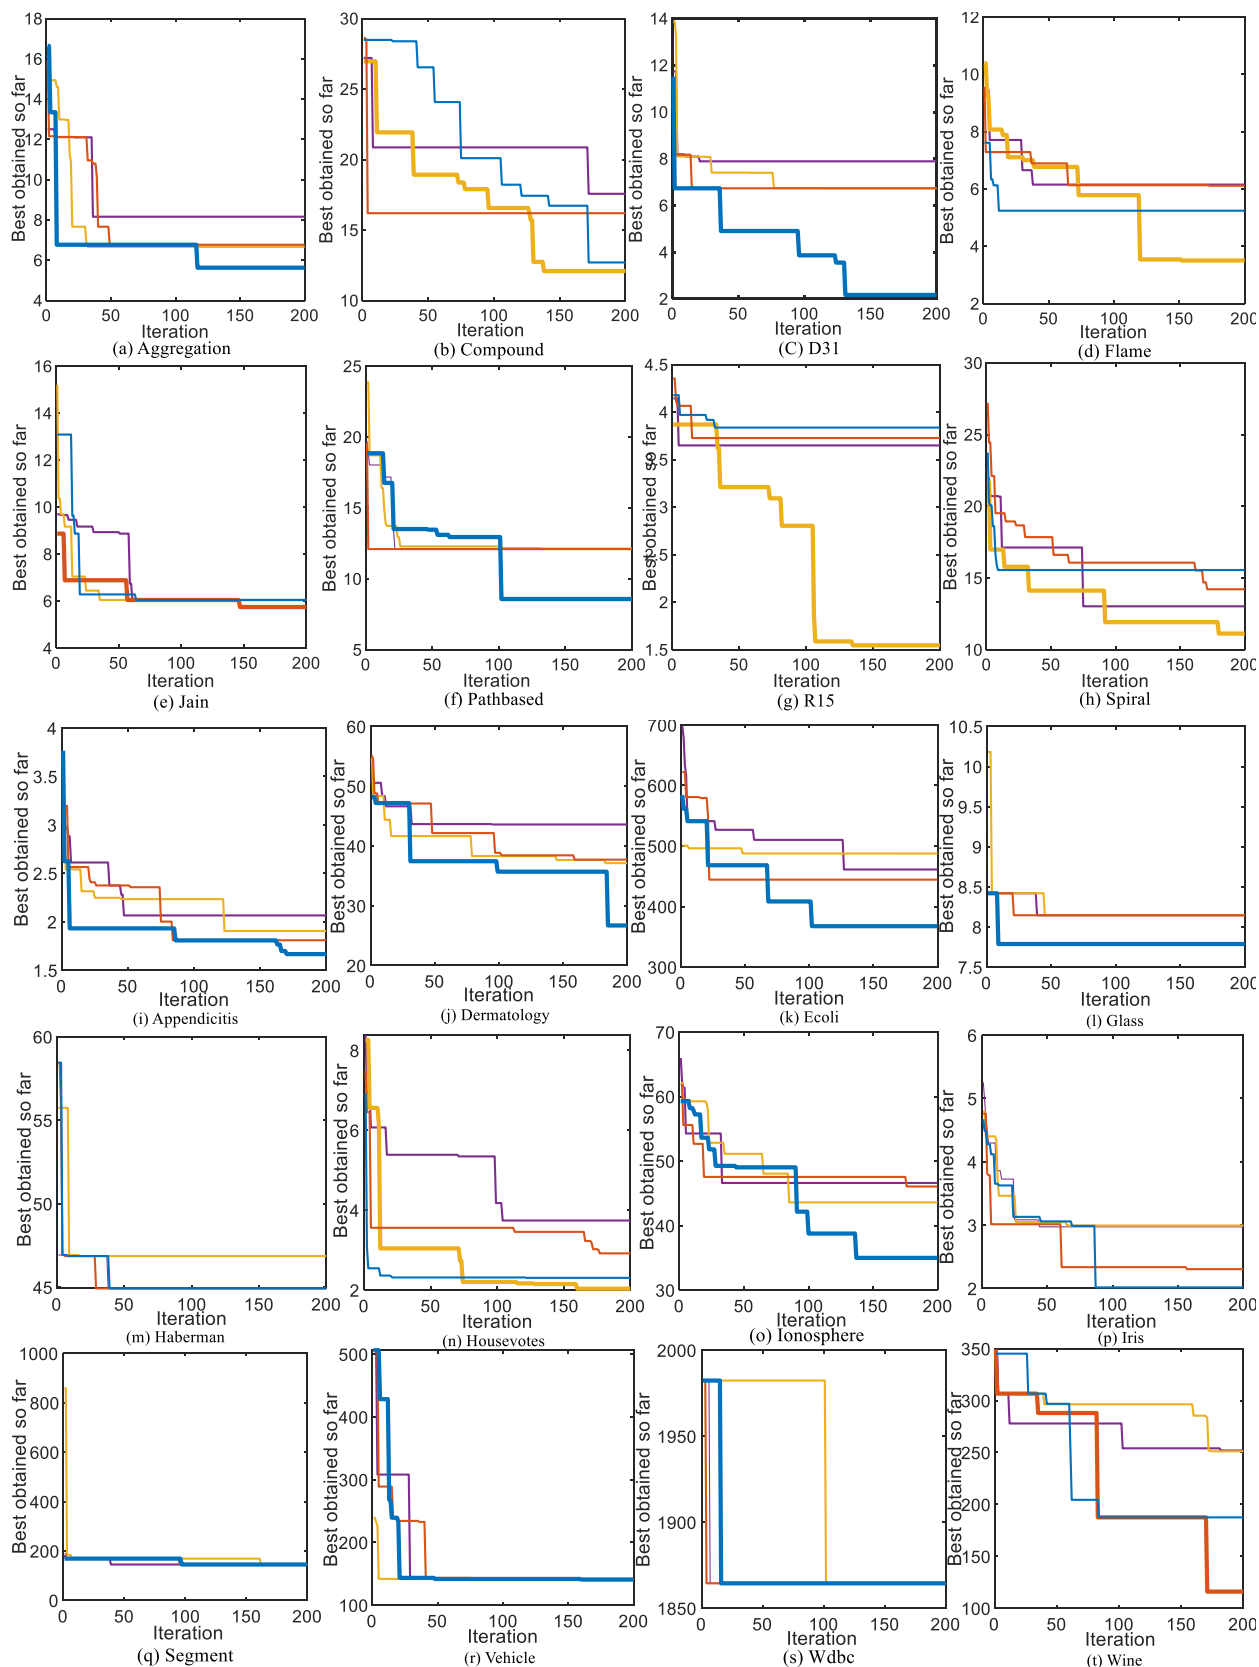 Best obtained so far
18
16
14
12
10
8
6
4
0 50 100 150 200
Iteration
(a) Aggregation
Best obtained so far
30
25
20
15
10
0 50 100 150 200
Iteration
(b) Compound
Best obtained so far
14
12
10
8
6
4
2
0 50 100 150 200
Iteration
(C) D31
Best obtained so far
12
10
8
6
4
2
0 50 100 150 200
Iteration
(d) Flame
Best obtained so far
16
14
12
10
8
6
4
0 50 100 150 200
Iteration
(e) Jain
Best obtained so far
25
20
15
10
5
0 50 100 150 200
Iteration
(f) Pathbased
Best obtained so far
4.5
4
3.5
3
2.5
2
1.5
0 50 100 150 200
Iteration
(g) R15
Best obtained so far
30
25
20
15
10
0 50 100 150 200
Iteration
(h) Spiral
Best obtained so far
4
3.5
3
2.5
2
1.5
0 50 100 150 200
Iteration
(i) Appendicitis
Best obtained so far
60
50
40
30
20
0 50 100 150 200
Iteration
(j) Dermatology
Best obtained so far
700
600
500
400
300
0 50 100 150 200
Iteration
(k) Ecoli
Best obtained so far
10.5
10
9.5
9
8.5
8
7.5
0 50 100 150 200
Iteration
(l) Glass
Best obtained so far
60
55
50
45
0 50 100 150 200
Iteration
(m) Haberman
Best obtained so far
8
6
4
2
0 50 100 150 200
Iteration
(n) Housevotes
Best obtained so far
70
60
50
40
30
0 50 100 150 200
Iteration
(o) Ionosphere
Best obtained so far
6
5
4
3
2
0 50 100 150 200
Iteration
(p) Iris
Best obtained so far
1000
800
600
400
200
0
0 50 100 150 200
Iteration
(q) Segment
Best obtained so far
500
400
300
200
100
0 50 100 150 200
Iteration
(r) Vehicle
Best obtained so far
2000
1950
1900
1850
0 50 100 150 200
Iteration
(s) Wdbc
Best obtained so far
350
300
250
200
150
100
0 50 100 150 200
Iteration
(t) Wine